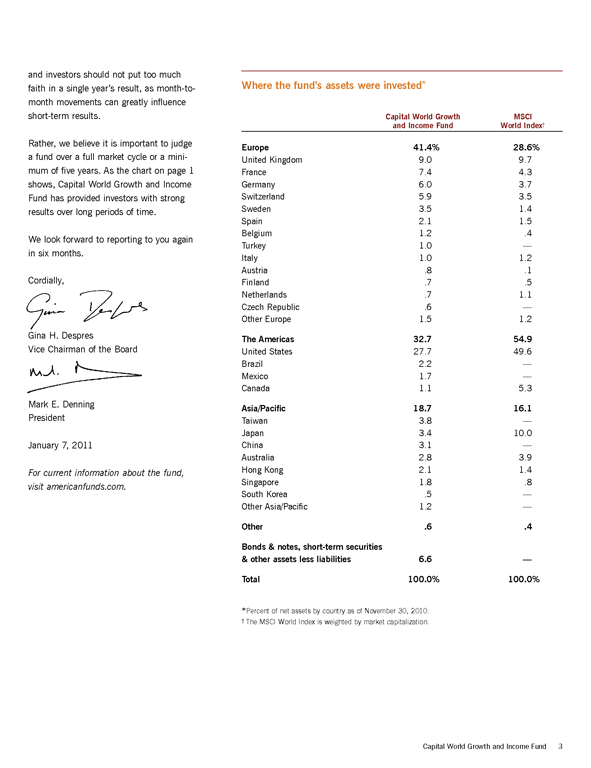 and investors should not put too much
faith in a single year's result, as month-to-
month movements can greatly influence
short-term results.
Rather, we believe it is important to judge
a fund over a full market cycle or a mini-
mum of five years. As the chart on page 1
shows, Capital World Growth and Income
Fund has provided investors with strong
results over long periods of time.
We look forward to reporting to you again
in six months.
Cordially,
Gina H. Despres
Vice Chairman of the Board
Mark E. Denning
President
January 7, 2011
For current information about the fund,
visit americanfunds.com.
Where the fund's assets were invested*
Capital World Growth MSCI
and Income Fund World Index†
Europe 41.4% 28.6%
United Kingdom 9.0 9.7
France 7.4 4.3
Germany 6.0 3.7
Switzerland 5.9 3.5
Sweden 3.5 1.4
Spain 2.1 1.5
Belgium 1.2 .4
Turkey 1.0 —
Italy 1.0 1.2
Austria .8 .1
Finland .7 .5
Netherlands .7 1.1
Czech Republic .6 —
Other Europe 1.5 1.2
The Americas 32.7 54.9
United States 27.7 49.6
Brazil 2.2 —
Mexico 1.7 —
Canada 1.1 5.3
Asia/Pacific 18.7 16.1
Taiwan 3.8 —
Japan 3.4 10.0
China 3.1 —
Australia 2.8 3.9
Hong Kong 2.1 1.4
Singapore 1.8 .8
South Korea .5 —
Other Asia/Pacific 1.2 —
Other .6 .4
Bonds & notes, short-term securities
& other assets less liabilities 6.6 —
Total 100.0% 100.0%
*Percent of net assets by country as of November 30, 2010.
† The MSCI World Index is weighted by market capitalization.
Capital World Growth and Income Fund 3